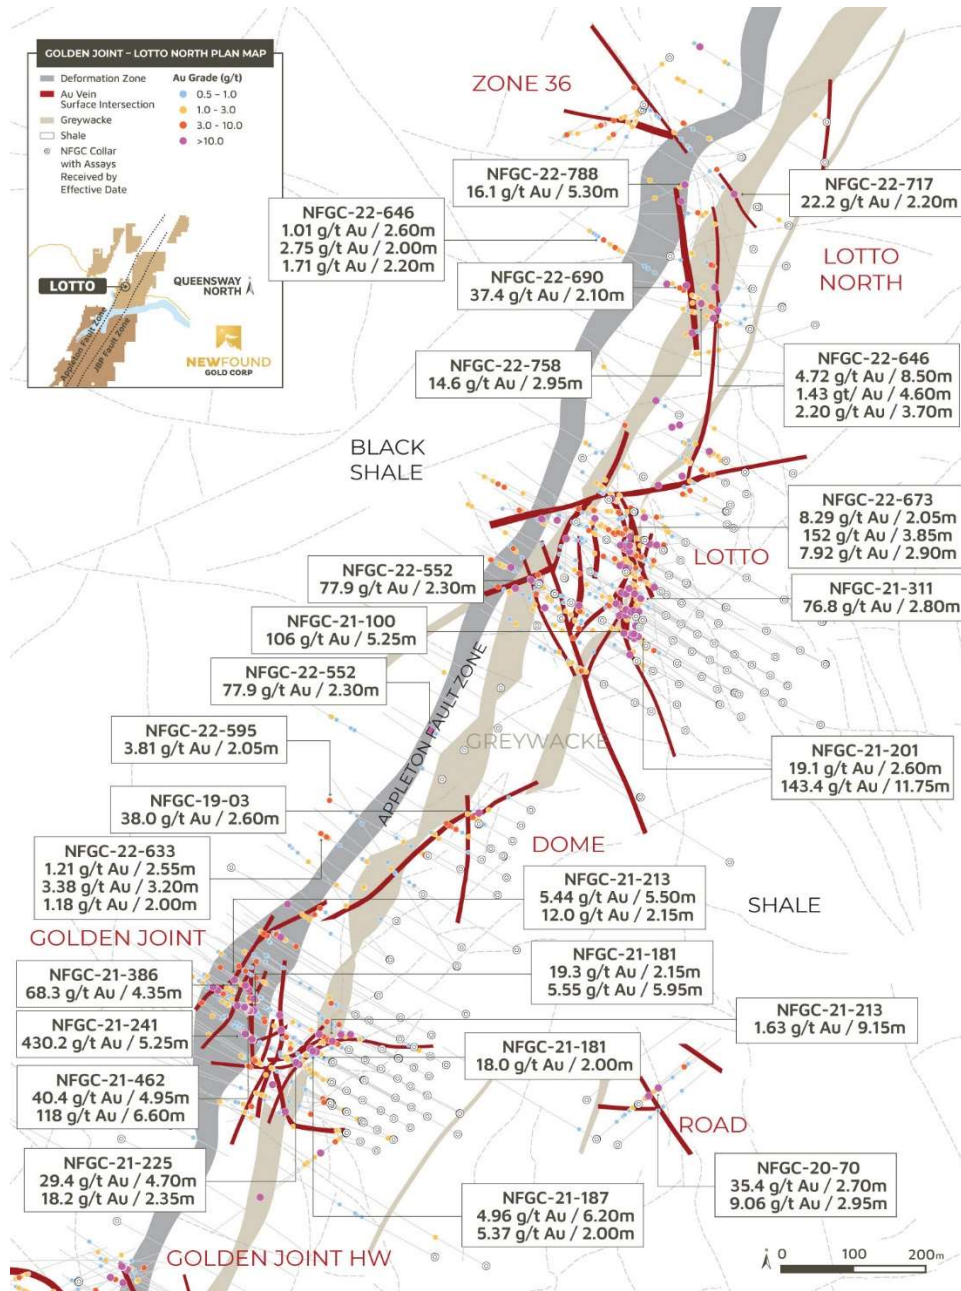 GOLDEN JOINT – LOTTO NORTH PLAN MAP
Deformation Zone
Au Vein
Surface Intersection
Greywacke
Shale
NFGC Collar
with Assays
Received by
Effective Date
Au Grade (g/t)
0.5 – 1.0
1.0 - 3.0
3.0 – 10.0
>10.0
LOTTO
QUEENSWAY
NORTH
Appleton Fault Zone
JBP Fault Zone
NEWFOUND
GOLD CORP
ZONE 36
NFGC-22-788
16.1 g/t Au / 5.30m
NFGC-22-717
22.2 g/t Au / 2.20m
NFGC-22-646
1.01 g/t Au / 2.60m
2.75 g/t Au / 2.00m
1.71 g/t Au / 2.20m
LOTTO
NORTH
NFGC-22-690
37.4 g/t Au / 2.10m
NFGC-22-758
14.6 g/t Au / 2.95m
NFGC-22-646
4.72 g/t Au / 8.50m
1.43 gt/ Au / 4.60m
2.20 g/t Au / 3.70m
BLACK
SHALE
NFGC-22-673
8.29 g/t Au / 2.05m
152 g/t Au / 3.85m
7.92 g/t Au / 2.90m
LOTTO
NFGC-22-552
77.9 g/t Au / 2.30m
NFGC-21-311
76.8 g/t Au / 2.80m
NFGC-21-100
106 g/t Au / 5.25m
NFGC-22-552
77.9 g/t Au / 2.30m
APPLETON FAULT ZONE
GREYWACKE
NFGC-22-595
3.81 g/t Au / 2.05m
NFGC-21-201
19.1 g/t Au / 2.60m
143.4 g/t Au / 11.75m
NFGC-19-03
38.0 g/t Au / 2.60m
DOME
NFGC-22-633
1.21 g/t Au / 2.55m
3.38 g/t Au / 3.20m
1.18 g/t Au / 2.00m
NFGC-21-213
5.44 g/t Au / 5.50m
12.0 g/t Au / 2.15m
SHALE
GOLDEN JOINT
NFGC-21-386
68.3 g/t Au / 4.35m
NFGC-21-181
19.3 g/t Au / 2.15m
5.55 g/t Au / 5.95m
NFGC-21-213
1.63 g/t Au / 9.15m
NFGC-21-241
430.2 g/t Au / 5.25m
NFGC-21-181
18.0 g/t Au / 2.00m
NFGC-21-462
40.4 g/t Au / 4.95m
118 g/t Au / 6.60m
ROAD
NFGC-21-225
29.4 g/t Au / 4.70m
18.2 g/t Au / 2.35m
NFGC-20-70
35.4 g/t Au / 2.70m
9.06 g/t Au / 2.95m
NFGC-21-187
4.96 g/t Au / 6.20m
5.37 g/t Au / 2.00m
GOLDEN JOINT HW
0 100 200m